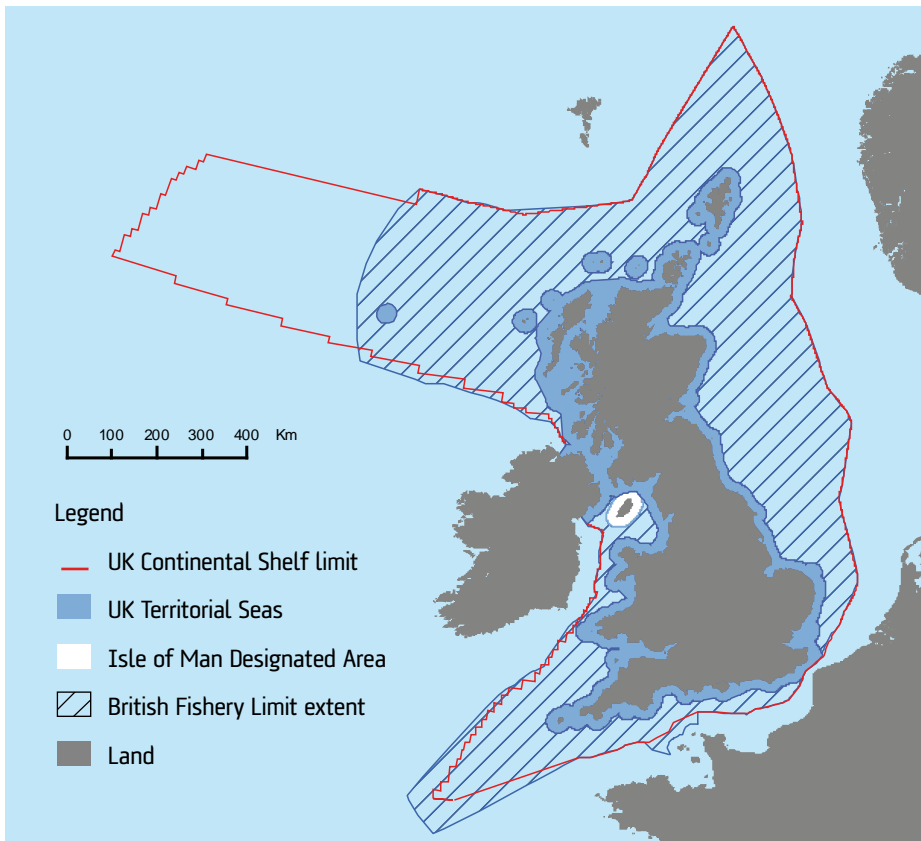 0 100 200 300 400 Km
Legend
UK Continental Shelf limit
UK Territorial Seas
Isle of Man Designated Area
British Fishery Limit extent
Land